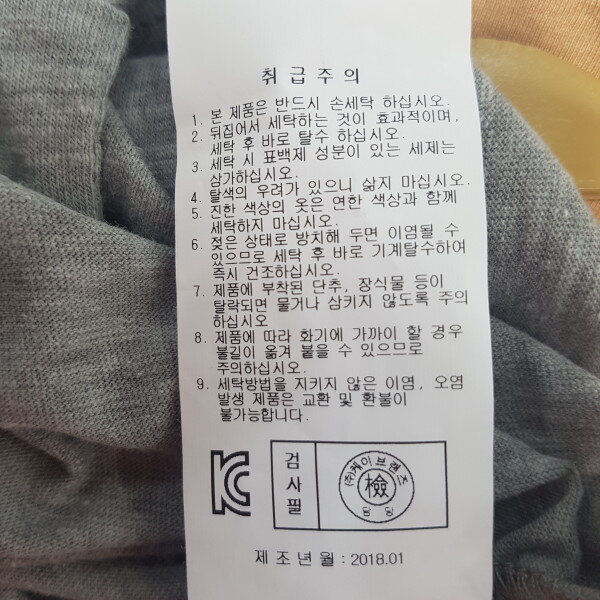 취급주의
1. 본 제품은 반드시 손세탁 하십시오.
2. 뒤집어서 세탁하는 것이 효과적이며,
세탁 후 바로 탈수 하십시오.
3. 세탁 시 표백제 성분이 있는 세제는
삼가하십시오.
4. 탈색의 우려가 있으니 삶지 마십시오.
5. 진한 색상의 옷은 연한 색상과 함께
세탁하지 마십시오.
6. 젖은 상태로 방치해 두면 이염될 수
있으므로 세탁 후 바로 기계탈수하여
즉시 건조하십시오.
7. 제품에 부착된 단추, 장식물 등이
탈락되면 물거나 삼키지 않도록 주의
하십시오
8. 제품에 따라 화기에 가까이 할 경우
불길이 옮겨 붙을 수 있으므로
주의하십시오.
9. 세탁방법을 지키지 않은 이염, 오염
발생 제품은 교환 및 환불이
불가능합니다.
KC
검사필
(주)케이브랜즈
檢
담당
제조년월 : 2018.01